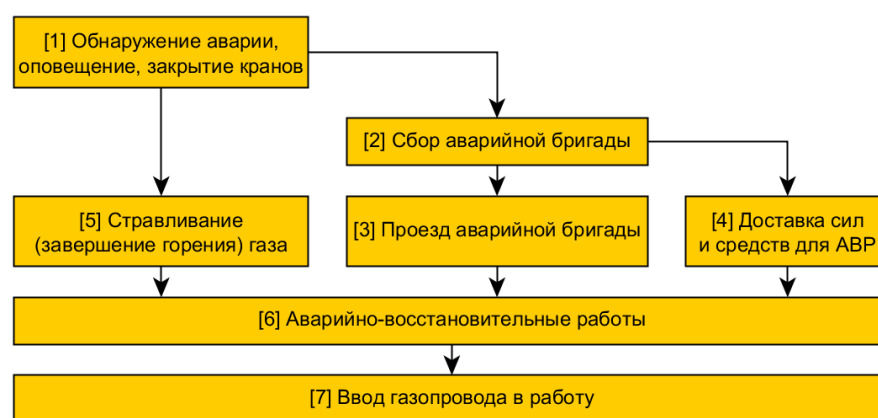 [1] Обнаружение аварии,
оповещение, закрытие кранов
[2] Сбор аварийной бригады
[5] Стравливание
(завершение горения) газа
[3] Проезд аварийной бригады
[4] Доставка сил
и средств для АВР
[6] Аварийно-восстановительные работы
[7] Ввод газопровода в работу